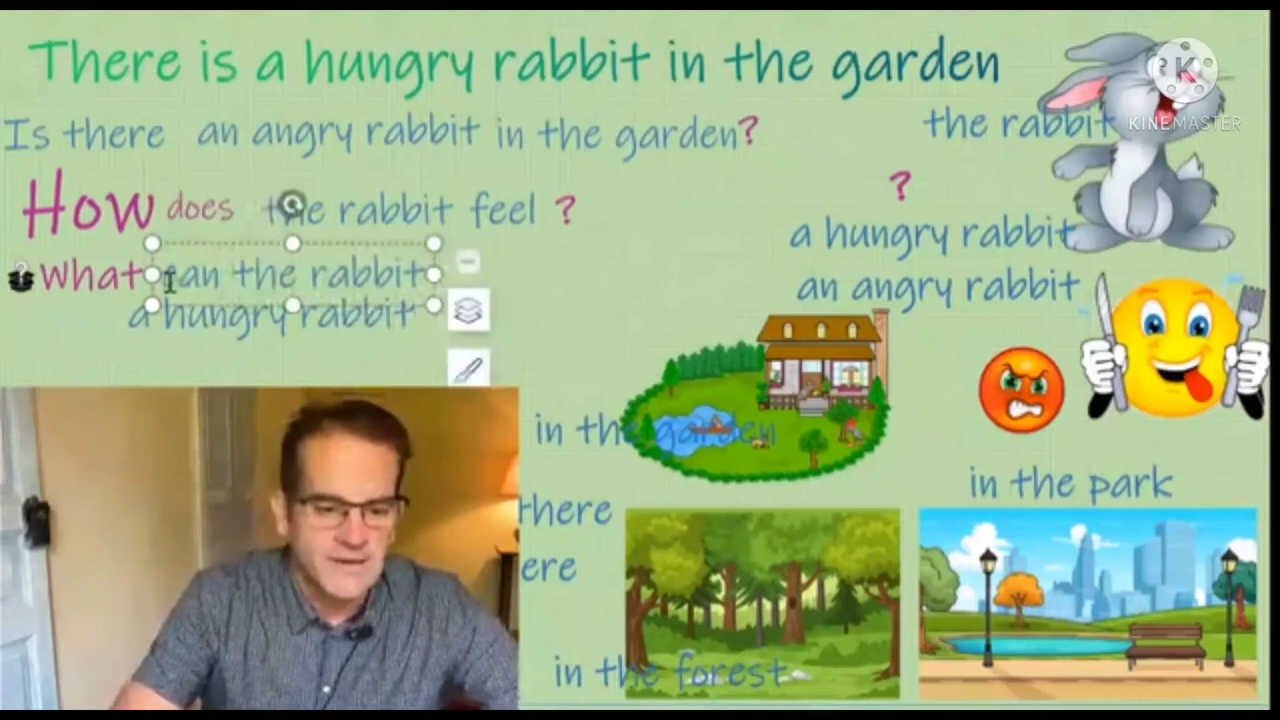 There is a hungry rabbit in the garden
Is there an angry rabbit in the garden?
the rabbit
KINEMASTER
How does the rabbit feel ?
?
a hungry rabbit
What can the rabbit
an angry rabbit
a hungry rabbit
in the garden
in the park
there
ere
in the forest